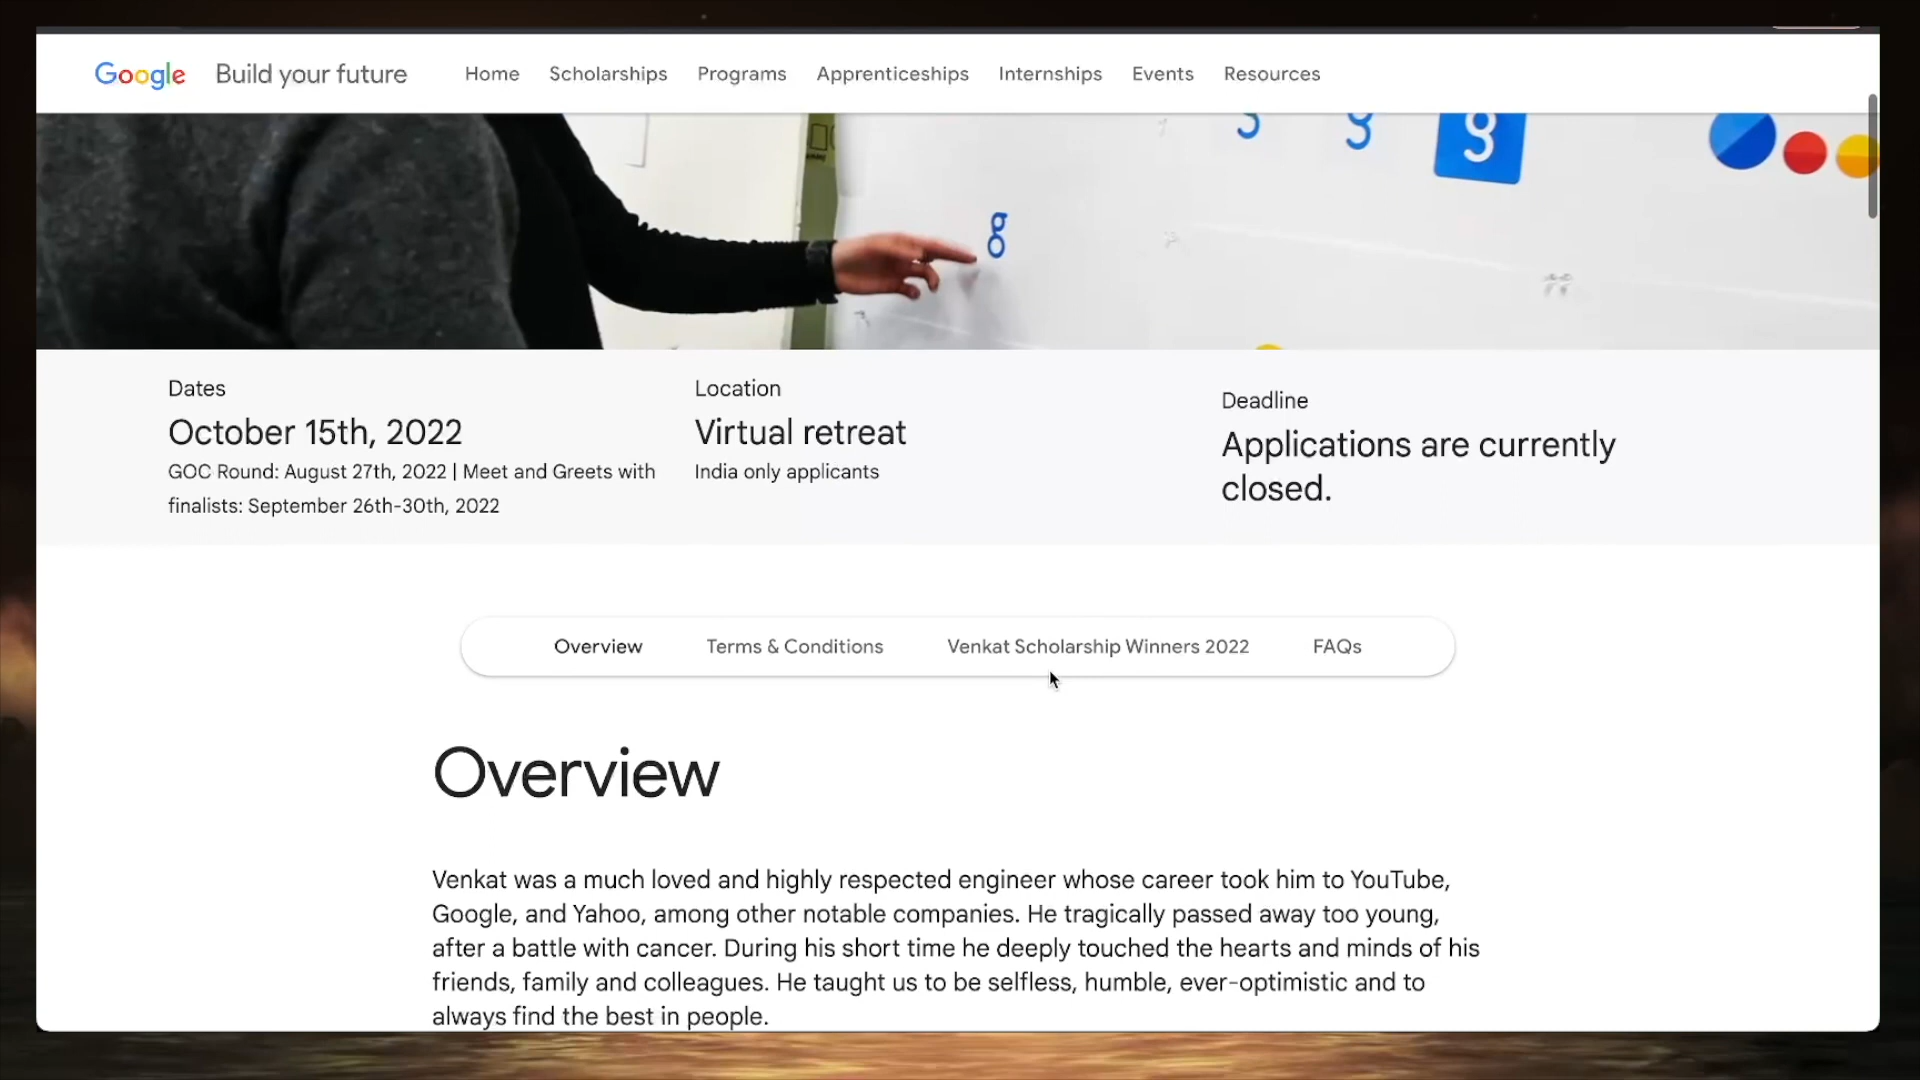 Google Build your future Home Scholarships Programs Apprenticeships Internships Events Resources
g g g
g
Dates
October 15th, 2022
GOC Round: August 27th, 2022 | Meet and Greets with
finalists: September 26th-30th, 2022
Location
Virtual retreat
India only applicants
Deadline
Applications are currently
closed.
Overview Terms & Conditions Venkat Scholarship Winners 2022 FAQs
Overview
Venkat was a much loved and highly respected engineer whose career took him to YouTube,
Google, and Yahoo, among other notable companies. He tragically passed away too young,
after a battle with cancer. During his short time he deeply touched the hearts and minds of his
friends, family and colleagues. He taught us to be selfless, humble, ever-optimistic and to
always find the best in people.